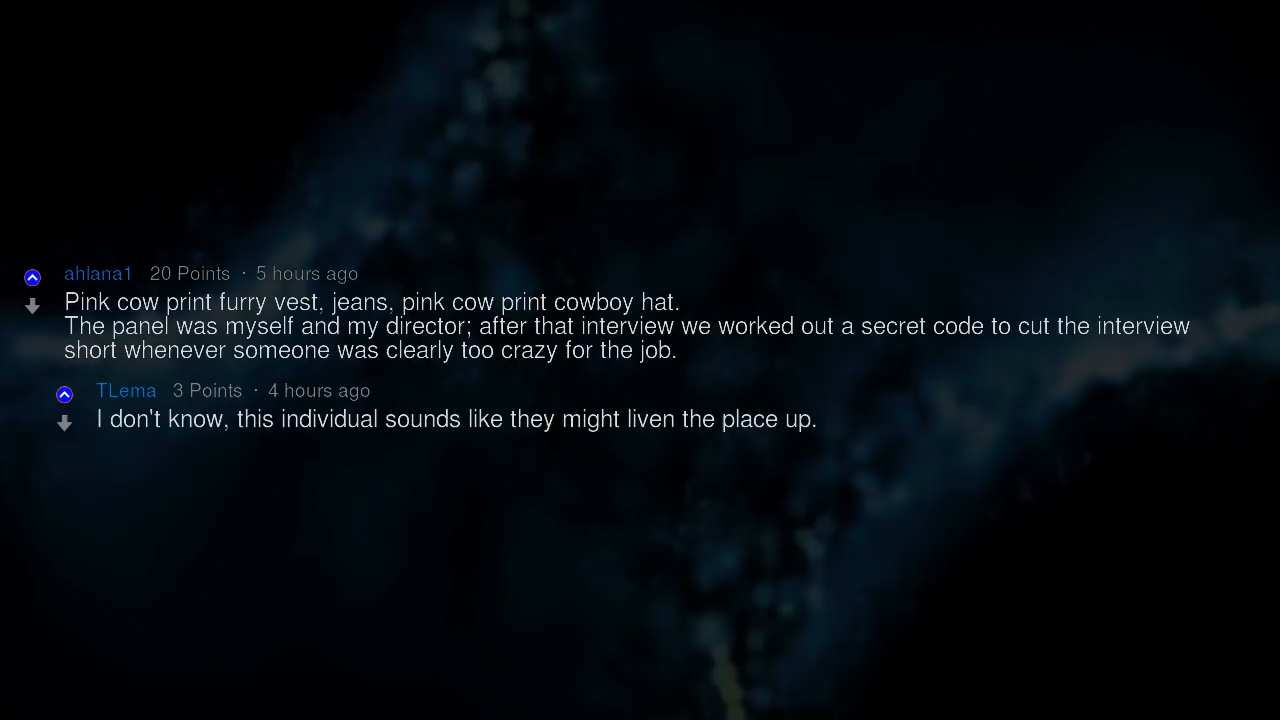 ahlana1 20 Points · 5 hours ago
Pink cow print furry vest, jeans, pink cow print cowboy hat.
The panel was myself and my director; after that interview we worked out a secret code to cut the interview
short whenever someone was clearly too crazy for the job.
TLema 3 Points · 4 hours ago
I don't know, this individual sounds like they might liven the place up.